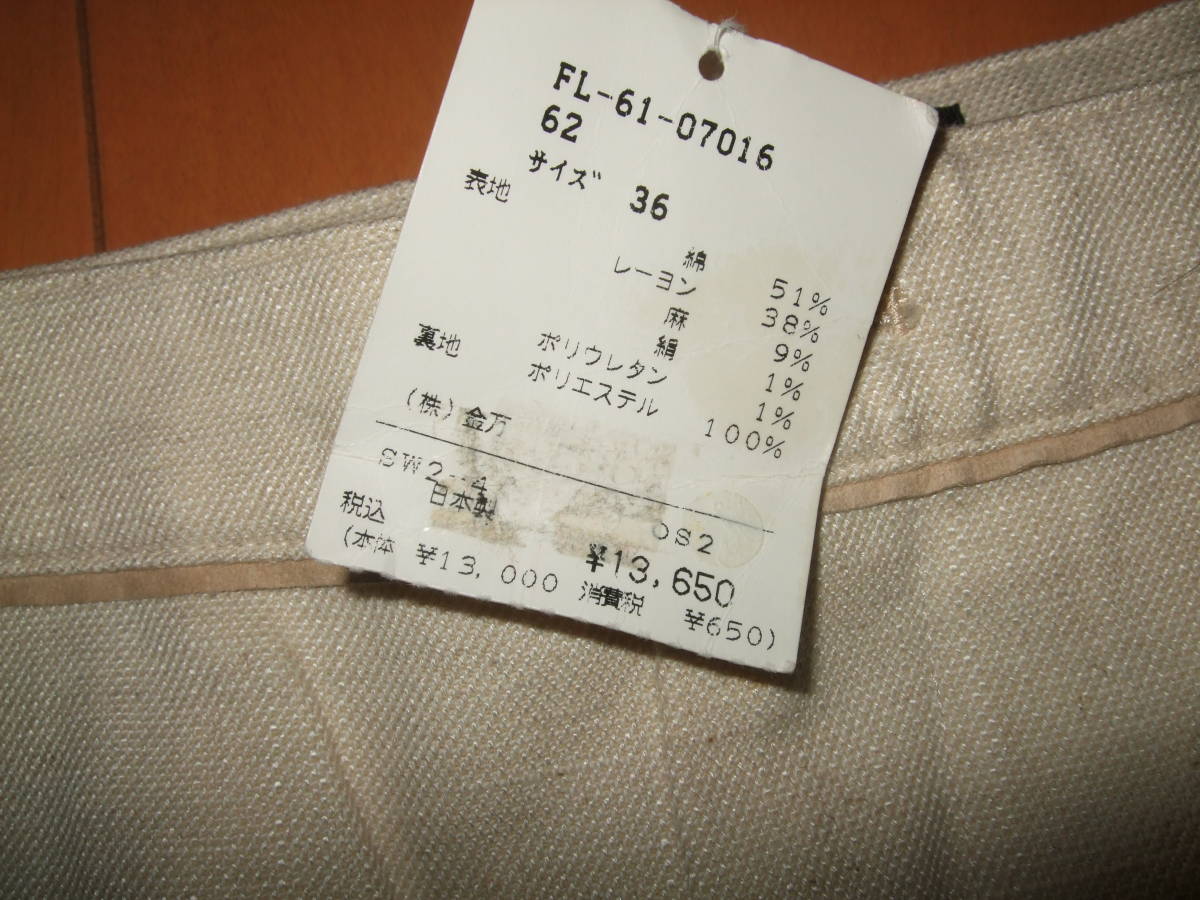 FL-61-07016
62
サイズ 36
表地
綿 51%
レーヨン 38%
麻 9%
絹 1%
ポリウレタン 1%
裏地 ポリエステル 100%
(株)金万
SW2-4 OS2
日本製
税込 ¥13,650
(本体 ¥13,000 消費税 ¥650)